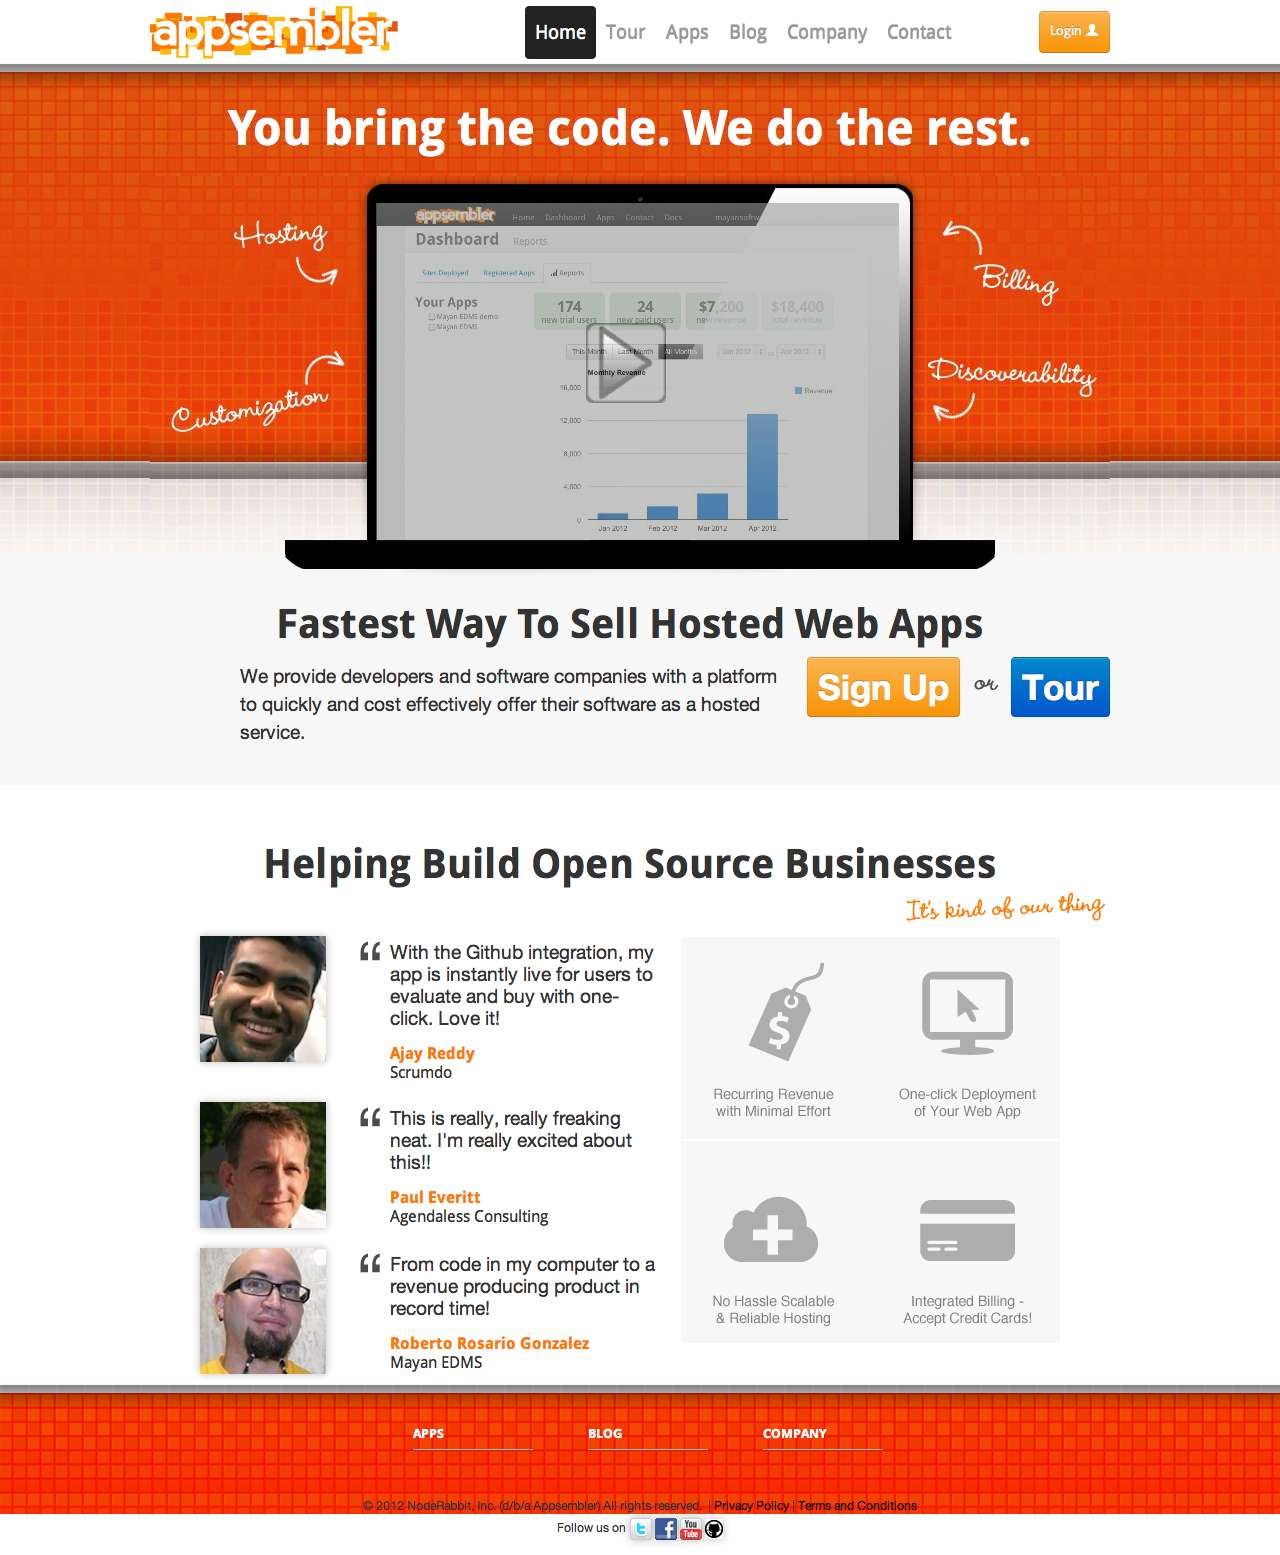 appsembler
Home Tour Apps Blog Company Contact
Login
You bring the code. We do the rest.
Hosting
Billing
Customization
Discoverability
appsembler Home Dashboard Apps Contact Docs mayansoftw
Dashboard Reports
Sites Deployed Registered Apps Reports
Your Apps
Mayan EDMS demo
Mayan EDMS
174 24 $7,200 $18,400
new trial users new paid users new revenue total revenue
This Month Last Month All Months Jan 2012 to Apr 2012
Monthly Revenue
Revenue
16,000
12,000
8,000
4,000
0
Jan 2012 Feb 2012 Mar 2012 Apr 2012
Fastest Way To Sell Hosted Web Apps
We provide developers and software companies with a platform
to quickly and cost effectively offer their software as a hosted
service.
Sign Up or Tour
Helping Build Open Source Businesses
It's kind of our thing
With the Github integration, my
app is instantly live for users to
evaluate and buy with one-
click. Love it!
Ajay Reddy
Scrumdo
This is really, really freaking
neat. I'm really excited about
this!!
Paul Everitt
Agendaless Consulting
From code in my computer to a
revenue producing product in
record time!
Roberto Rosario Gonzalez
Mayan EDMS
Recurring Revenue
with Minimal Effort
One-click Deployment
of Your Web App
No Hassle Scalable
& Reliable Hosting
Integrated Billing -
Accept Credit Cards!
APPS BLOG COMPANY
© 2012 NodeRabbit, Inc. (d/b/a Appsembler) All rights reserved. | Privacy Policy | Terms and Conditions
Follow us on
You
Tube